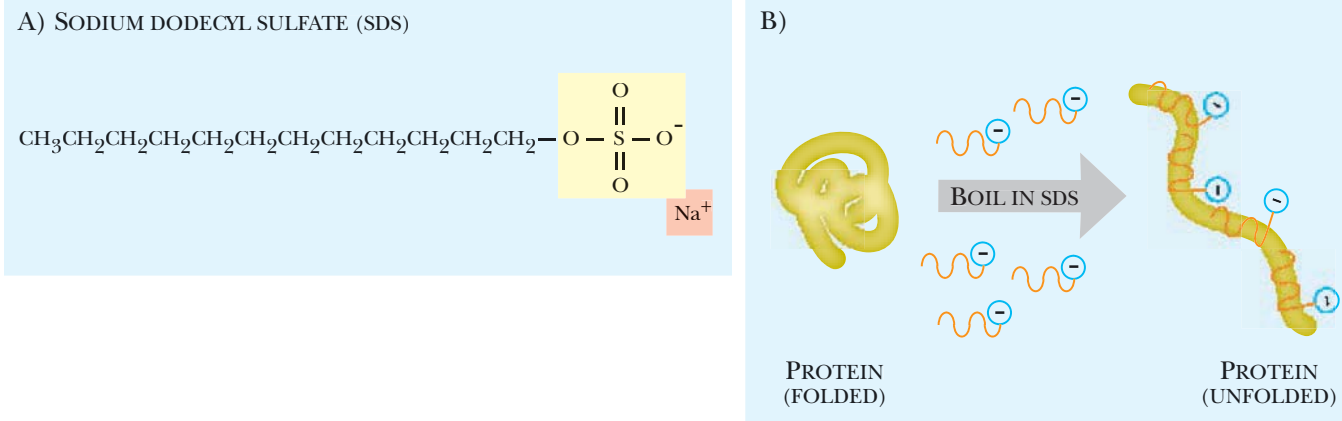 A) SODIUM DODECYL SULFATE (SDS)
O
||
CH₃CH₂CH₂CH₂CH₂CH₂CH₂CH₂CH₂CH₂CH₂CH₂—O—S—O⁻
||
O
Na⁺
B)
−
−
BOIL IN SDS
−
−
−
−
−
−
−
PROTEIN
(FOLDED)
PROTEIN
(UNFOLDED)